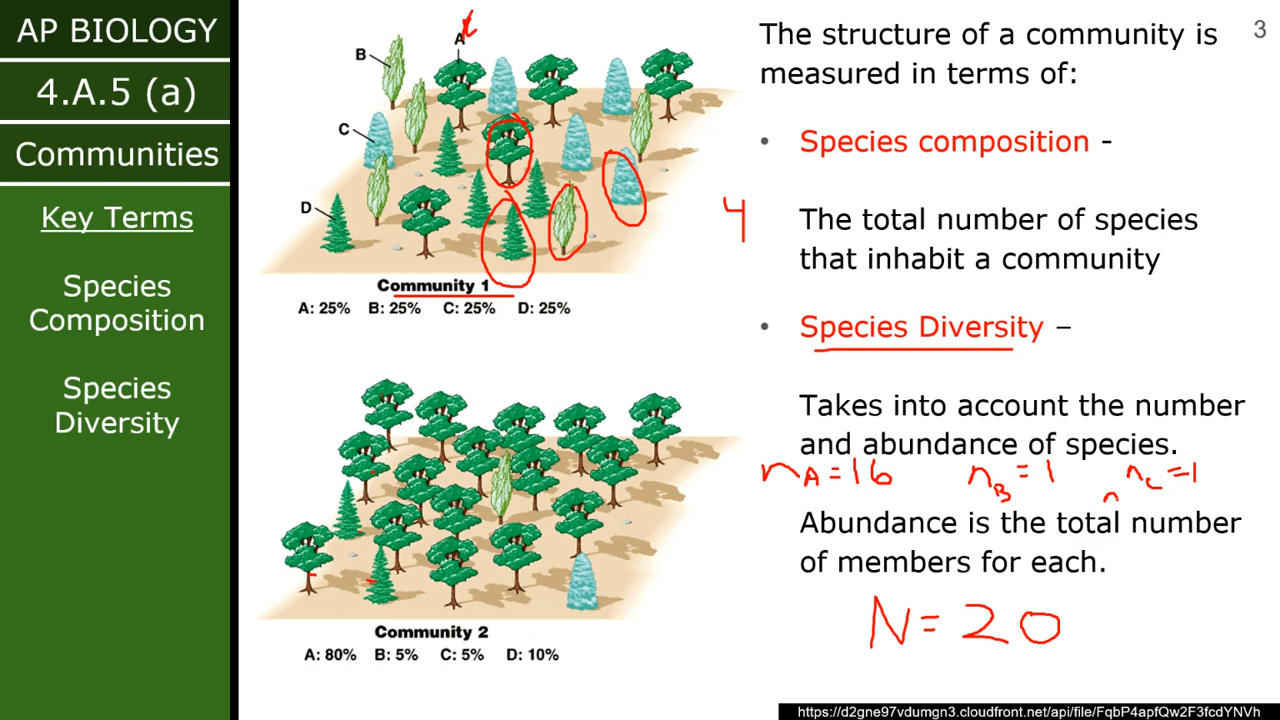 AP BIOLOGY
4.A.5 (a)
Communities
Key Terms
Species
Composition
Species
Diversity
A
B
C
D
Community 1
A: 25% B: 25% C: 25% D: 25%
Community 2
A: 80% B: 5% C: 5% D: 10%
3
The structure of a community is
measured in terms of:
• Species composition -
4
The total number of species
that inhabit a community
• Species Diversity –
Takes into account the number
and abundance of species.
nA=16 nB=1 nC=1
n
Abundance is the total number
of members for each.
N=20
https://d2gne97vdumgn3.cloudfront.net/api/file/FqbP4apfQw2F3fcdYNVh